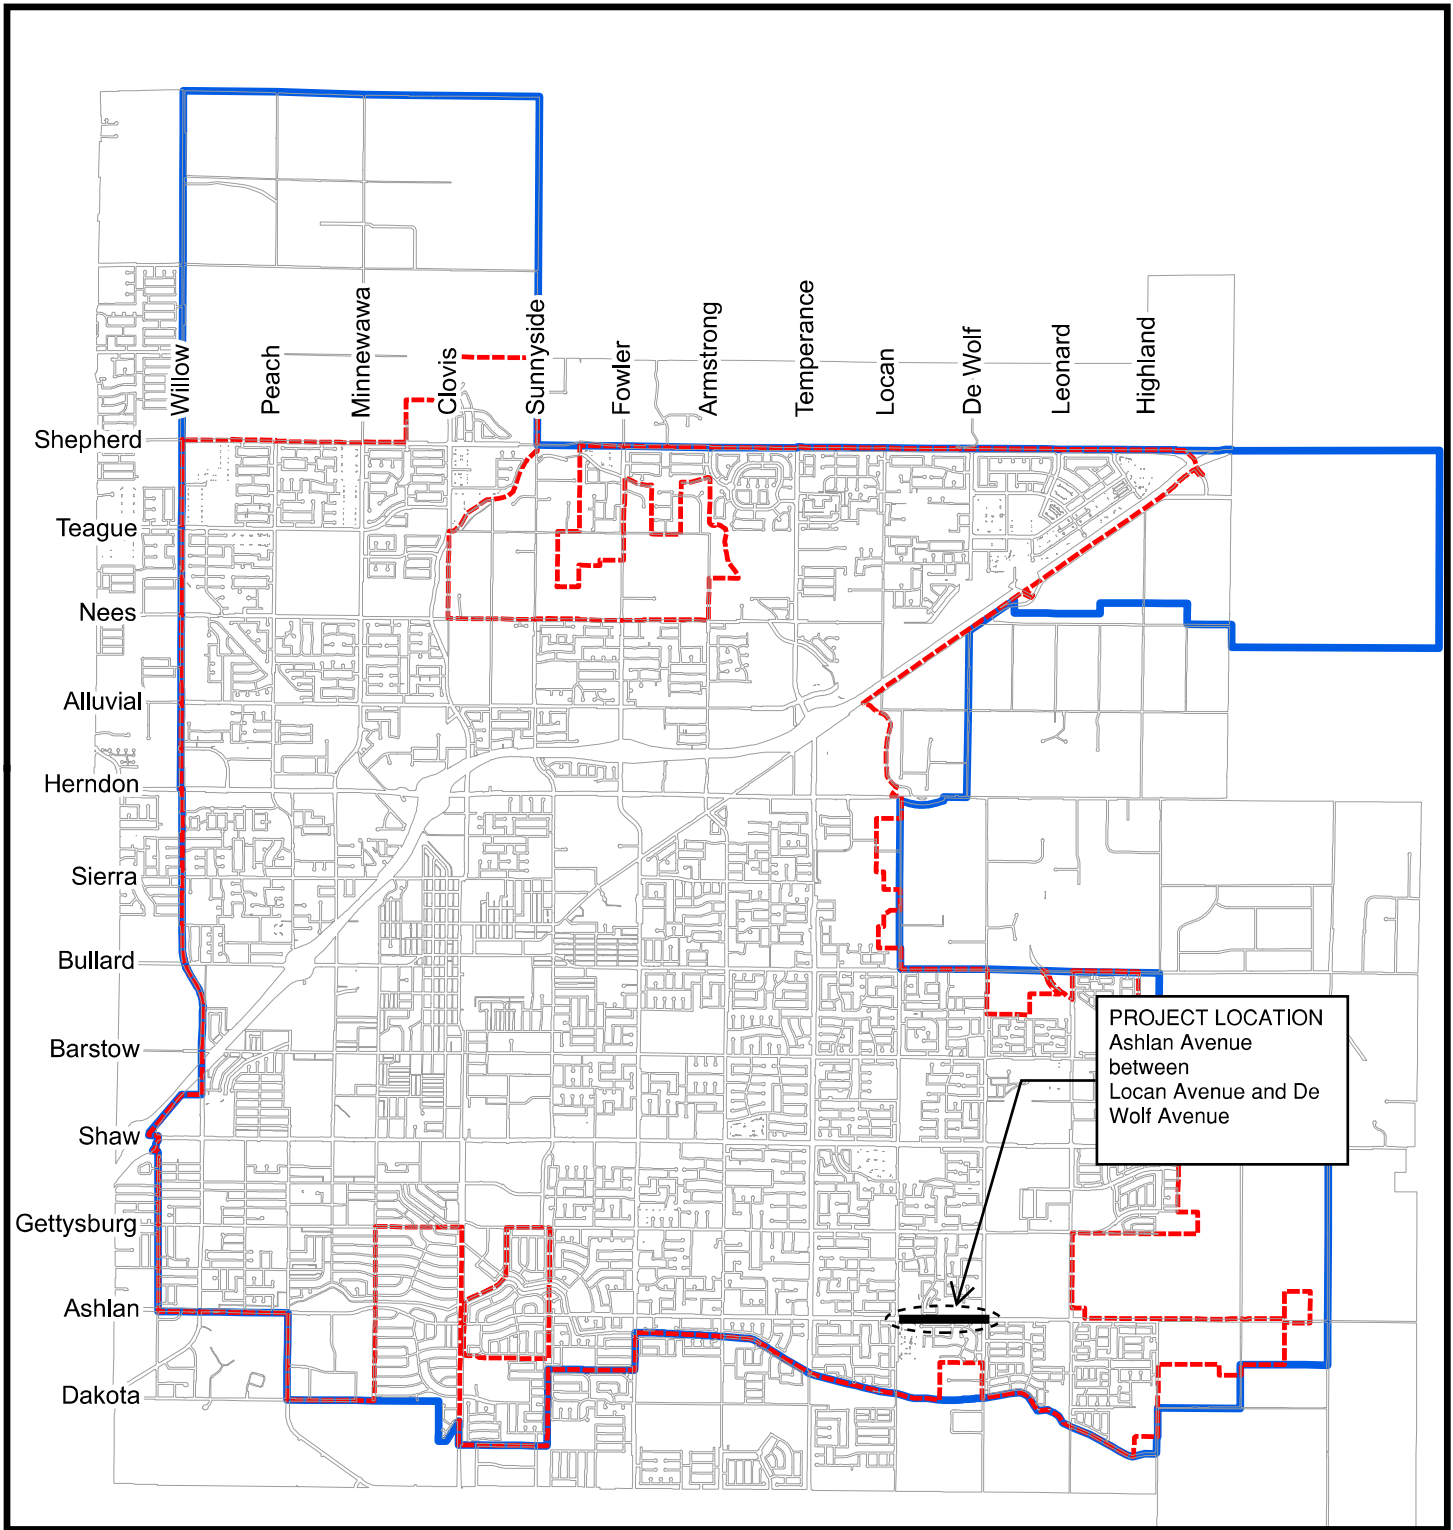 Willow
Peach
Minnewawa
Clovis
Sunnyside
Fowler
Armstrong
Temperance
Locan
De Wolf
Leonard
Highland
Shepherd
Teague
Nees
Alluvial
Herndon
Sierra
Bullard
Barstow
Shaw
Gettysburg
Ashlan
Dakota
PROJECT LOCATION
Ashlan Avenue
between
Locan Avenue and De
Wolf Avenue